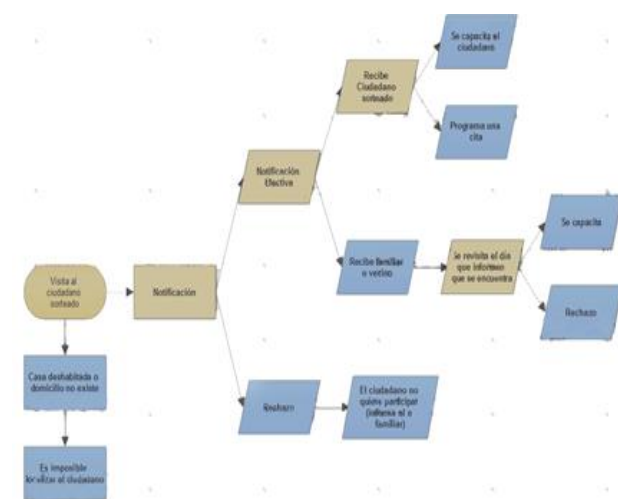 Se capacita el
ciudadano
Recibe
Ciudadano
sorteado
Programa una
cita
Notificación
Efectiva
Se capacita
Recibe familiar
o vecino
Se revisita el día
que informan
que se encuentra
Visita al
ciudadano
sorteado
Notificación
Rechazo
Casa deshabitada o
domicilio no existe
Rechazo
El ciudadano no
quiere participar
(informa el o
familiar)
Es imposible
localizar al ciudadano